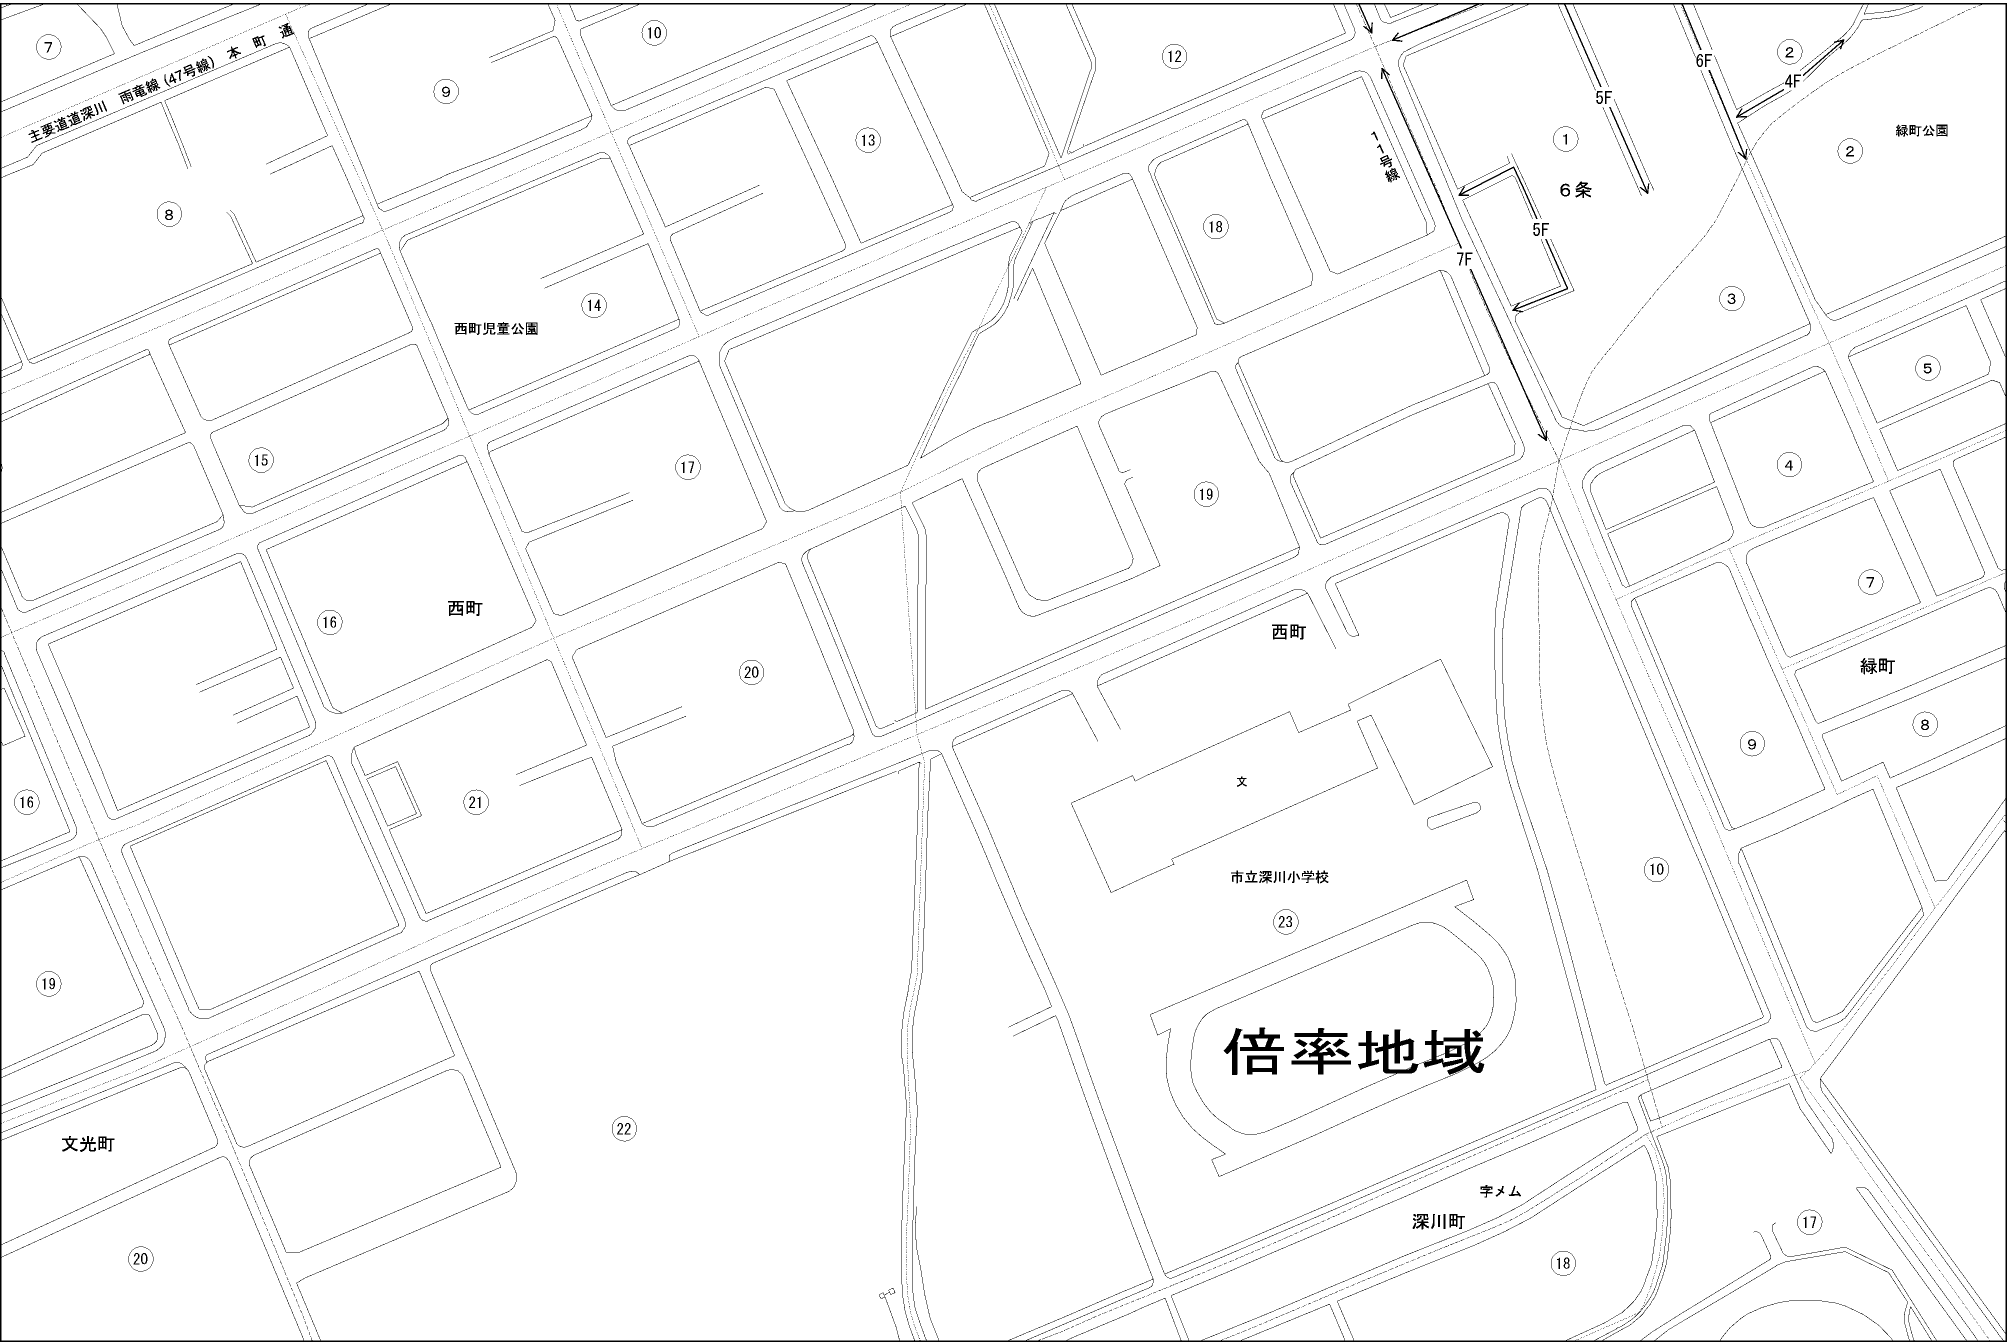 主要道道深川　雨竜線(47号線)　本　町　通
⑦
⑩
⑨
⑫
②
6F
4F
5F
⑧
⑬
１１号線
①
6条
②
緑町公園
⑱
5F
7F
⑭
西町児童公園
③
⑤
⑮
⑰
⑲
④
⑯
西町
⑦
西町
⑳
緑町
⑧
⑨
⑯
㉑
文
市立深川小学校
⑩
㉓
⑲
倍率地域
文光町
㉒
字メム
深川町
⑰
⑳
⑱